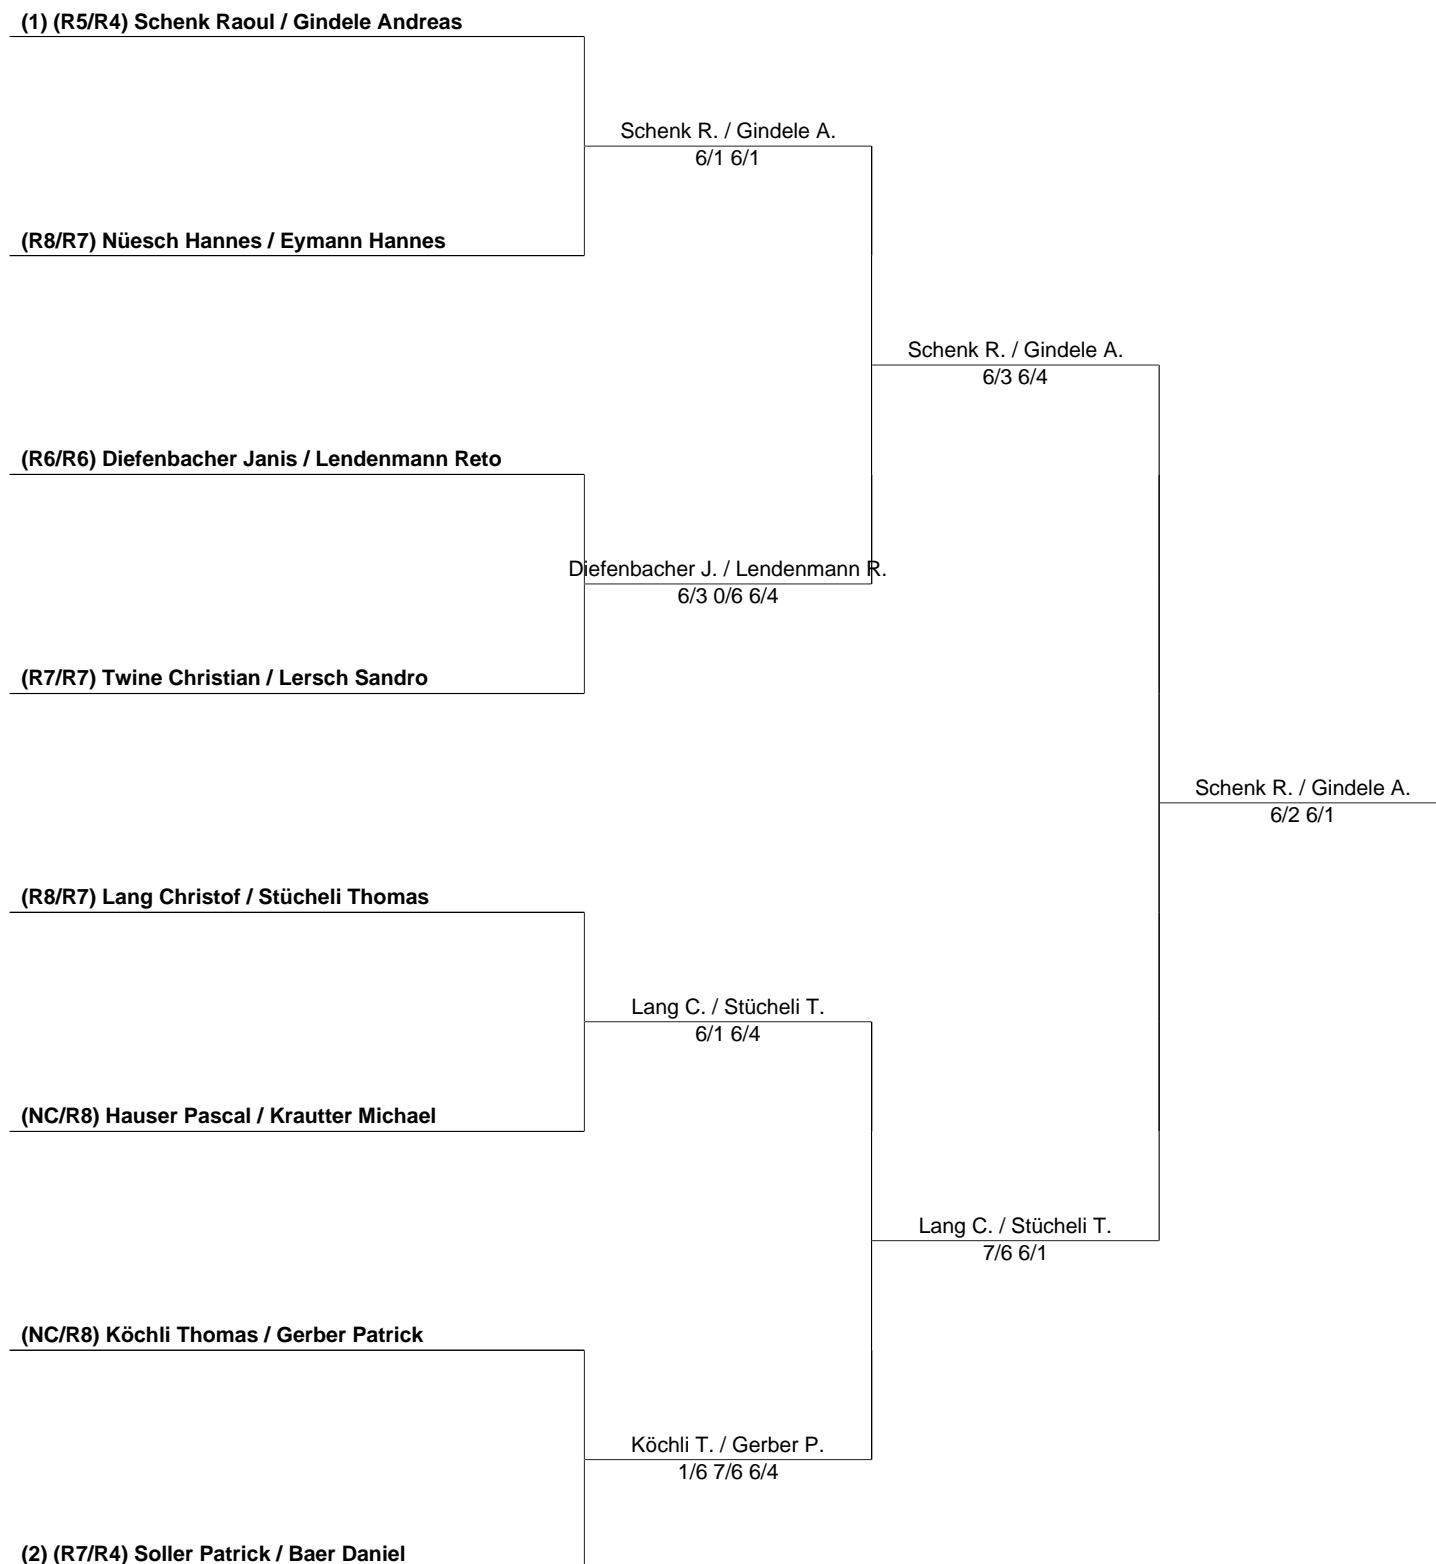 (1) (R5/R4) Schenk Raoul / Gindele Andreas
Schenk R. / Gindele A.
6/1 6/1
(R8/R7) Nüesch Hannes / Eymann Hannes
Schenk R. / Gindele A.
6/3 6/4
(R6/R6) Diefenbacher Janis / Lendenmann Reto
Diefenbacher J. / Lendenmann R.
6/3 0/6 6/4
(R7/R7) Twine Christian / Lersch Sandro
Schenk R. / Gindele A.
6/2 6/1
(R8/R7) Lang Christof / Stücheli Thomas
Lang C. / Stücheli T.
6/1 6/4
(NC/R8) Hauser Pascal / Krautter Michael
Lang C. / Stücheli T.
7/6 6/1
(NC/R8) Köchli Thomas / Gerber Patrick
Köchli T. / Gerber P.
1/6 7/6 6/4
(2) (R7/R4) Soller Patrick / Baer Daniel